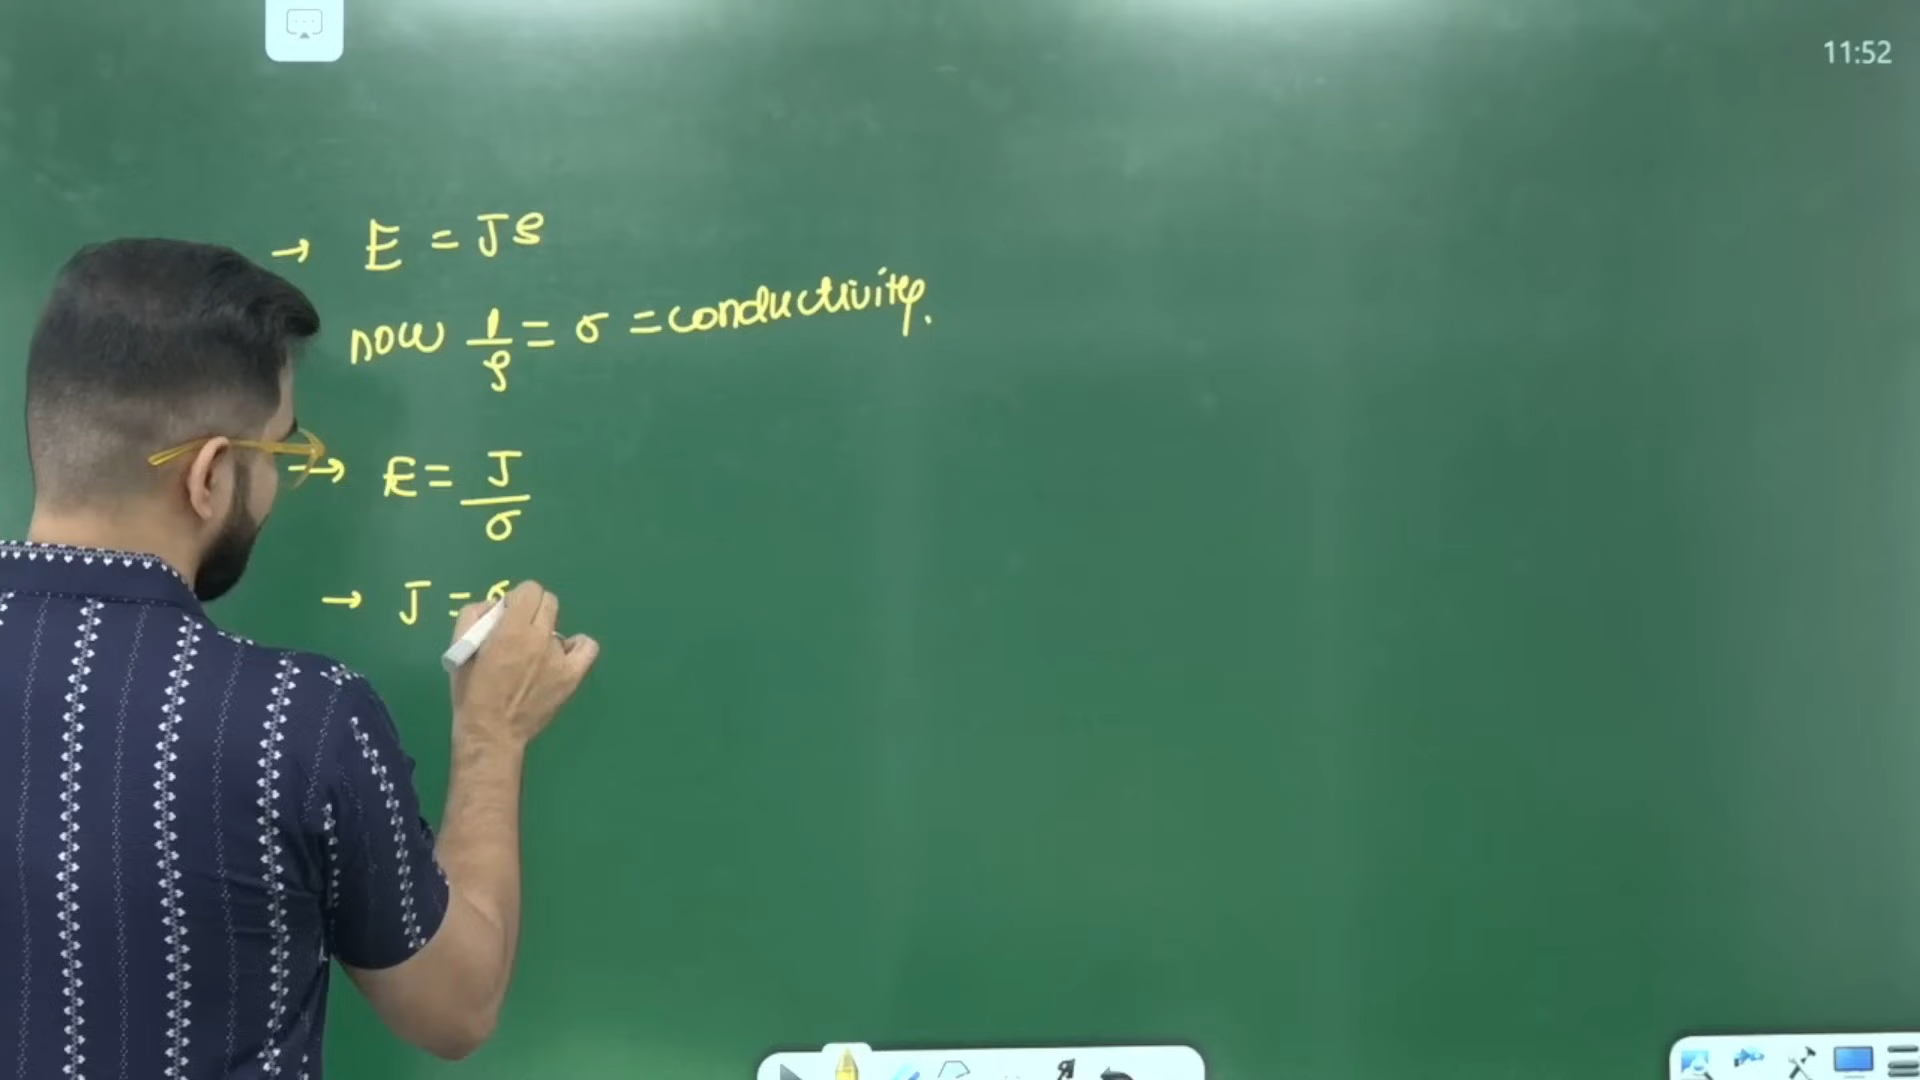 11:52
→ E = Jρ
now 1/ρ = σ = conductivity.
→ E = J/σ
→ J = σ